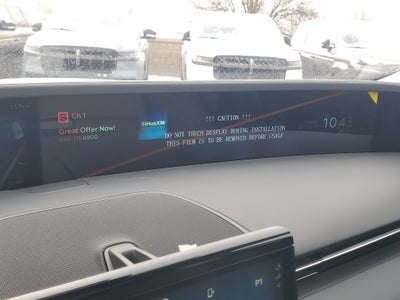 Ch 1
Great Offer Now!
SiriusXM
!!! CAUTION !!!
DO NOT TOUCH DISPLAY DURING INSTALLATION
THIS FILM IS TO BE REMOVED BEFORE USAGE
10:43
P